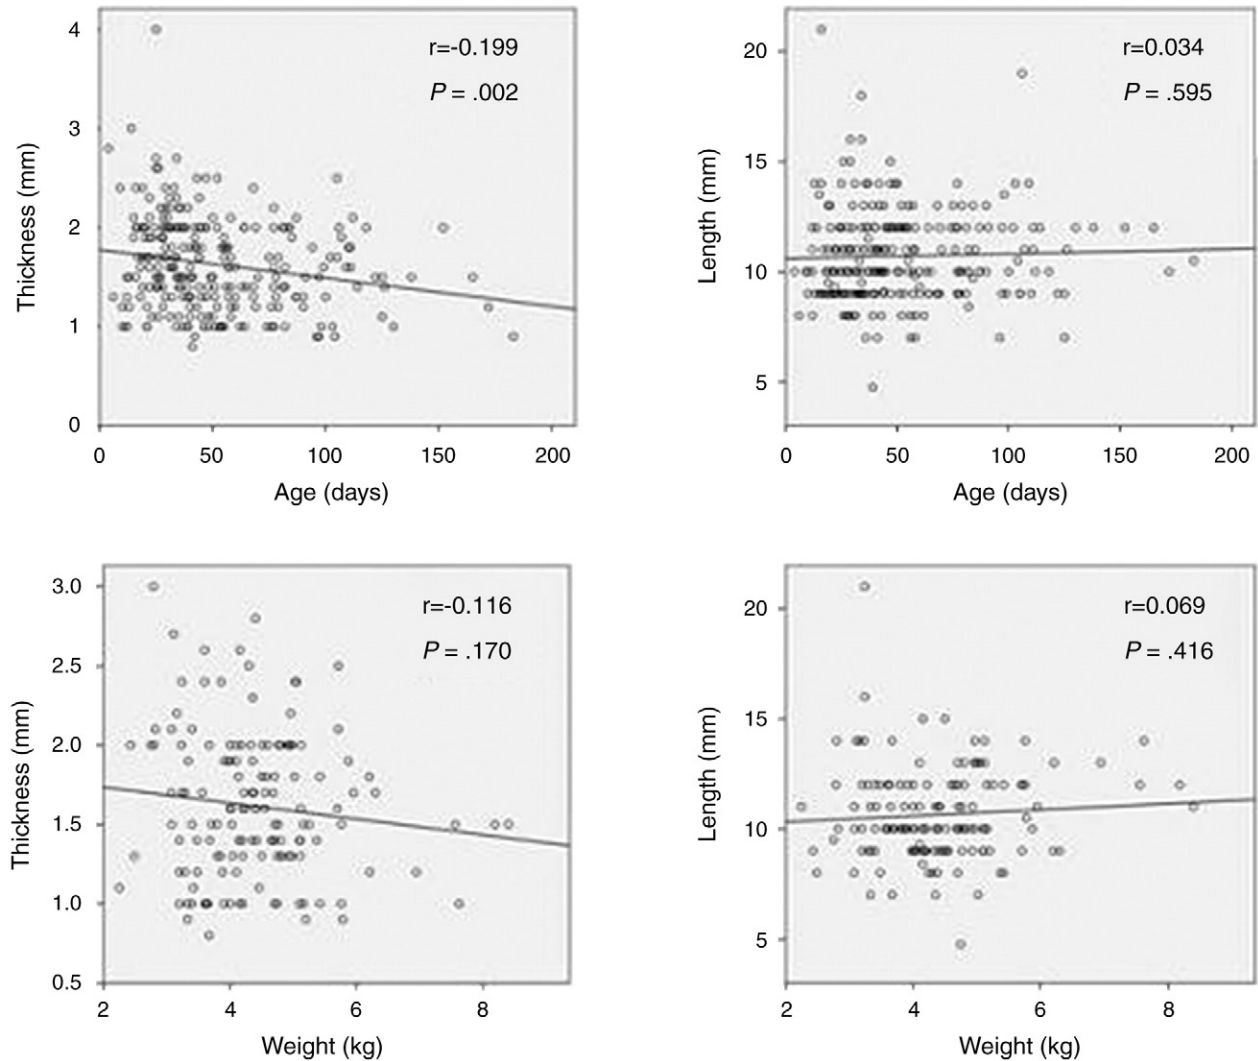 4
3
2
1
0
Thickness (mm)
r=-0.199
P = .002
0 50 100 150 200
Age (days)
20
15
10
5
Length (mm)
r=0.034
P = .595
0 50 100 150 200
Age (days)
3.0
2.5
2.0
1.5
1.0
0.5
Thickness (mm)
r=-0.116
P = .170
2 4 6 8
Weight (kg)
20
15
10
5
Length (mm)
r=0.069
P = .416
2 4 6 8
Weight (kg)